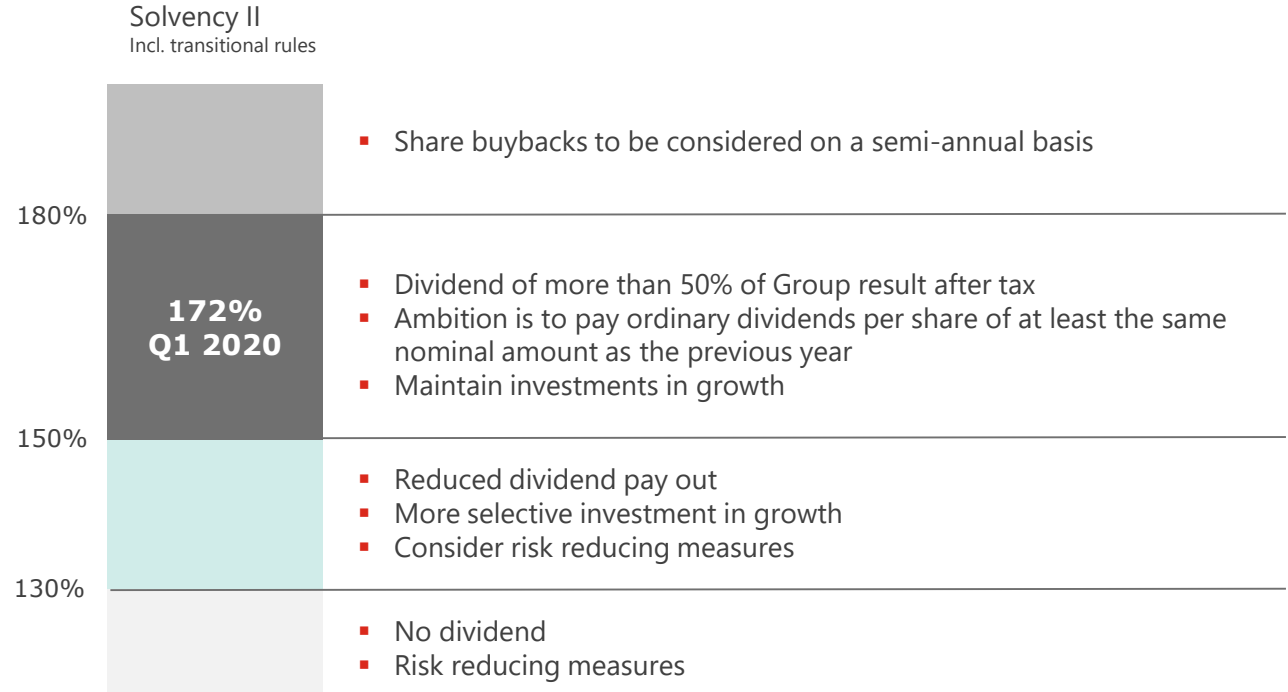 Solvency II
Incl. transitional rules
▪ Share buybacks to be considered on a semi-annual basis
180%
▪ Dividend of more than 50% of Group result after tax
▪ Ambition is to pay ordinary dividends per share of at least the same
nominal amount as the previous year
▪ Maintain investments in growth
172%
Q1 2020
150%
▪ Reduced dividend pay out
▪ More selective investment in growth
▪ Consider risk reducing measures
130%
▪ No dividend
▪ Risk reducing measures